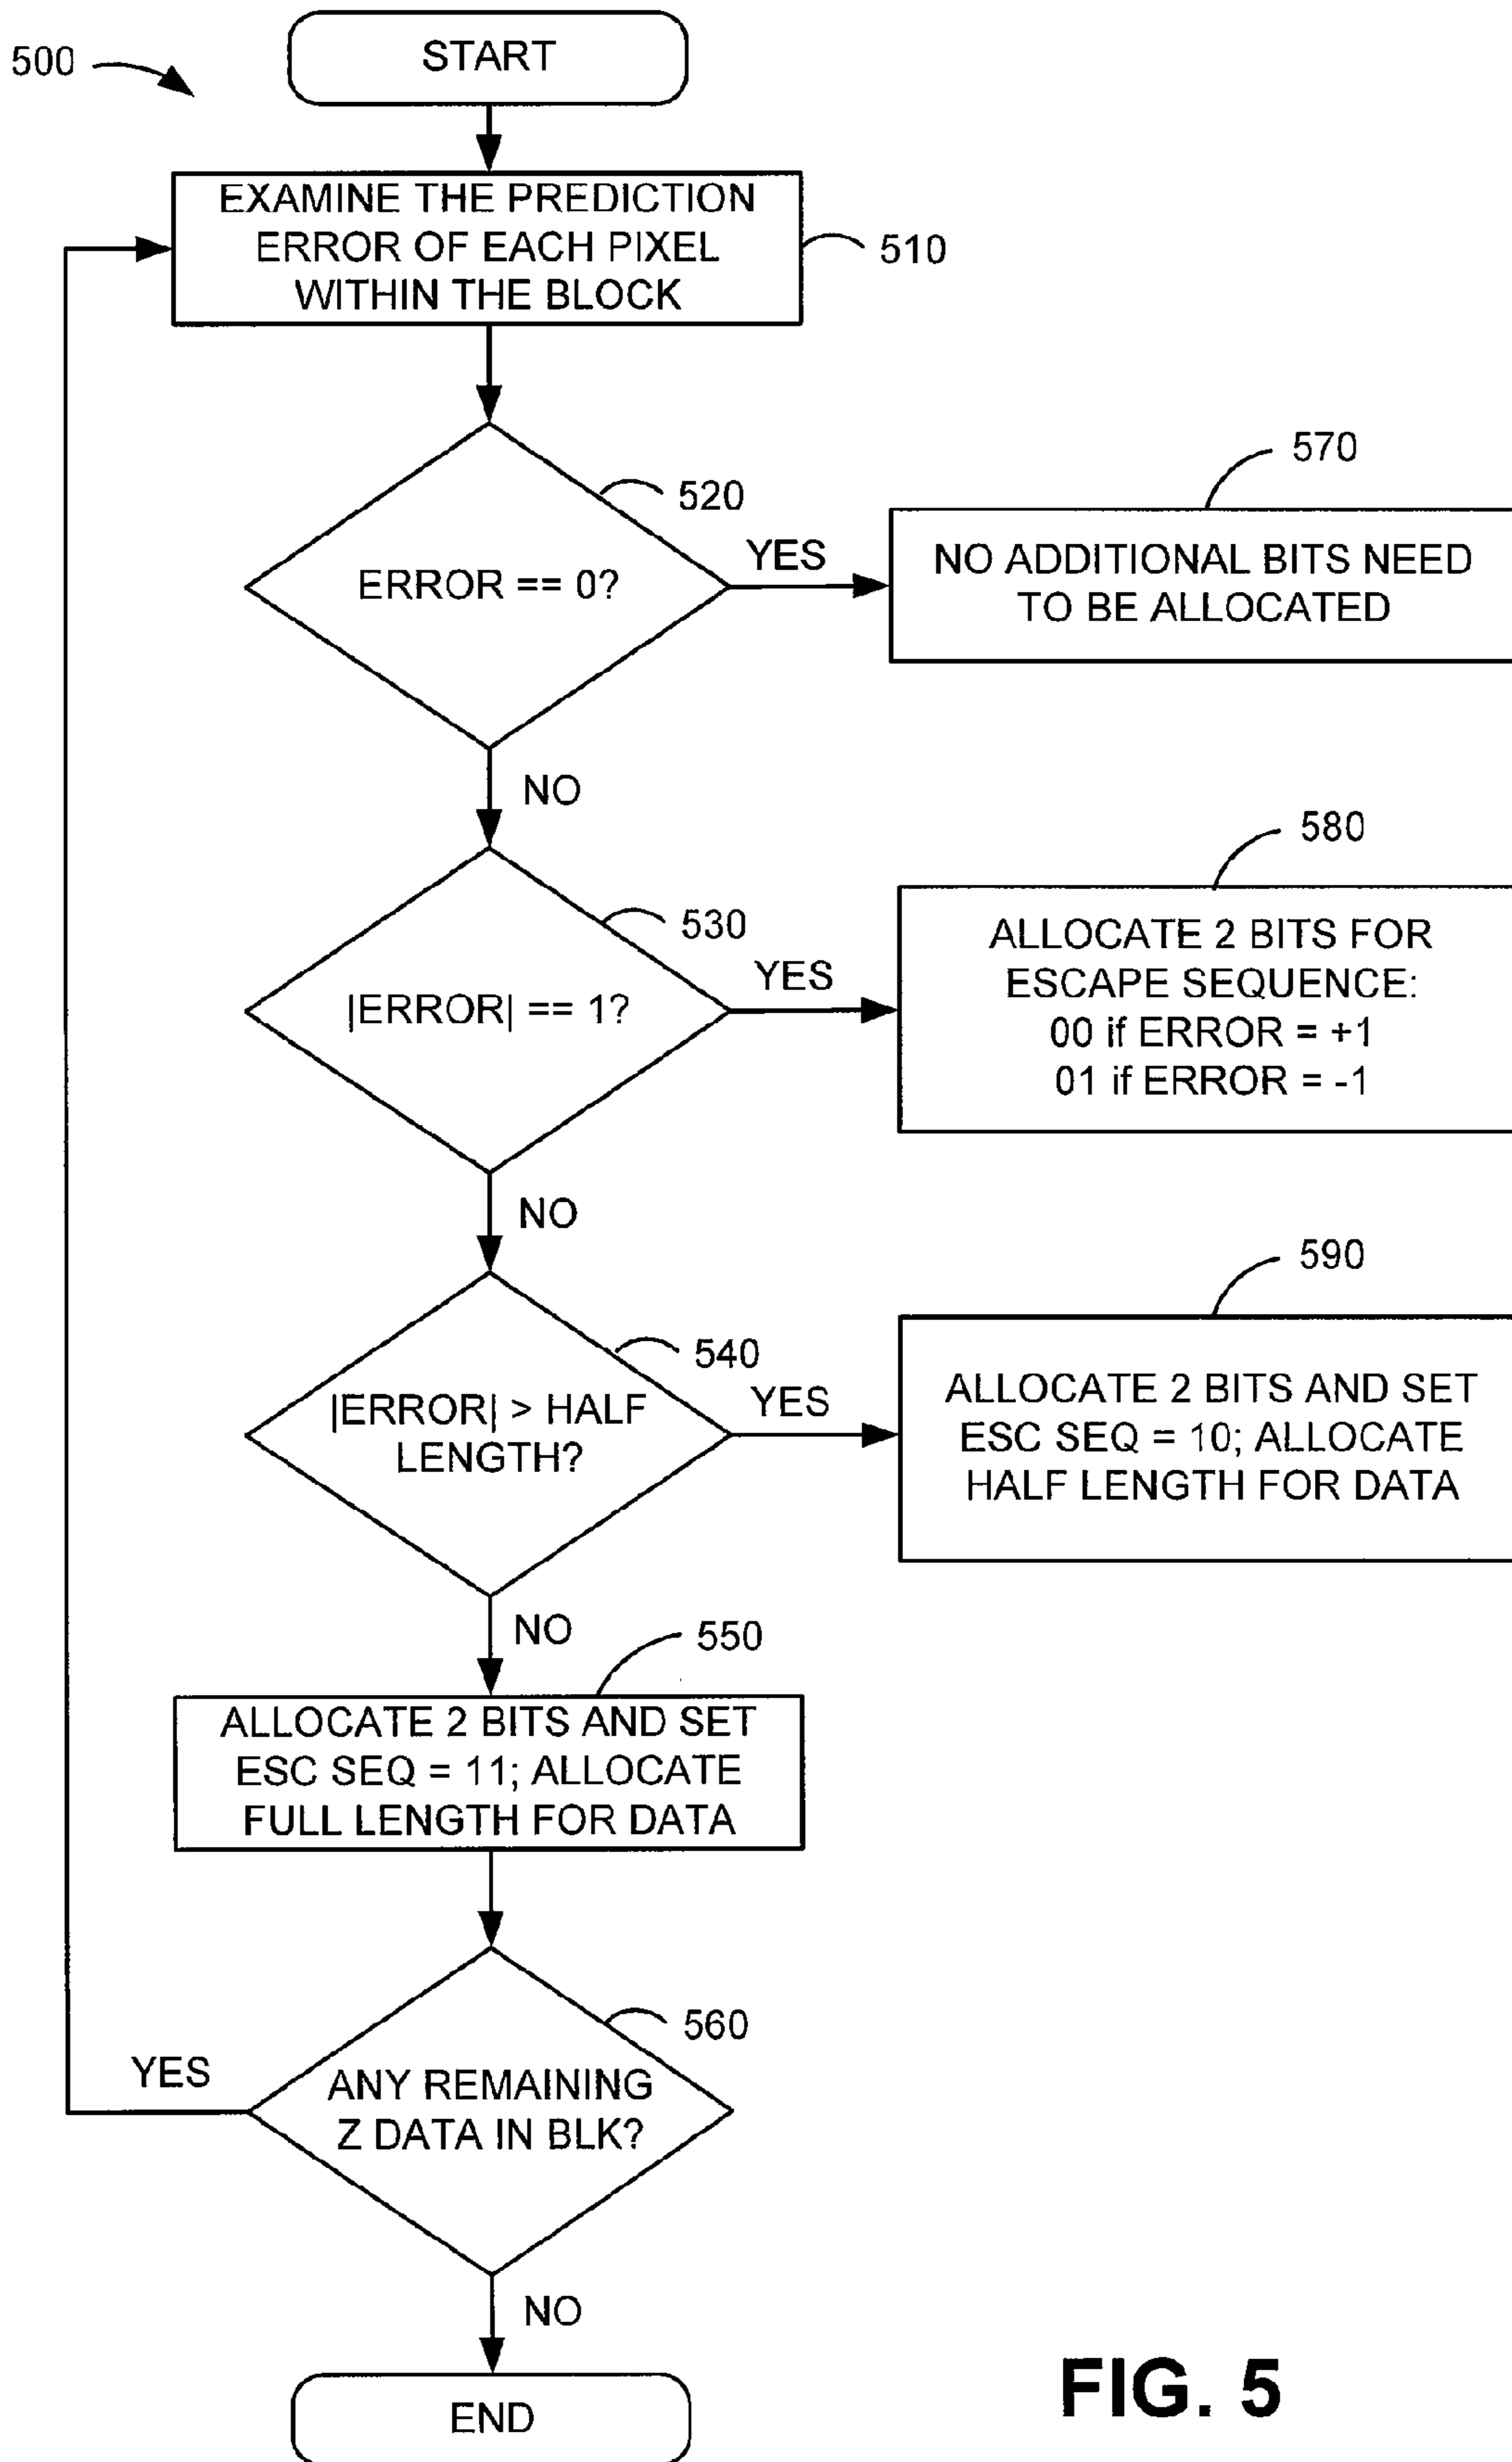 500
START
EXAMINE THE PREDICTION
ERROR OF EACH PIXEL
WITHIN THE BLOCK
510
520
ERROR == 0?
YES
570
NO ADDITIONAL BITS NEED
TO BE ALLOCATED
NO
530
|ERROR| == 1?
YES
580
ALLOCATE 2 BITS FOR
ESCAPE SEQUENCE:
00 if ERROR = +1
01 if ERROR = -1
NO
540
|ERROR| > HALF
LENGTH?
YES
590
ALLOCATE 2 BITS AND SET
ESC SEQ = 10; ALLOCATE
HALF LENGTH FOR DATA
NO
550
ALLOCATE 2 BITS AND SET
ESC SEQ = 11; ALLOCATE
FULL LENGTH FOR DATA
560
YES
ANY REMAINING
Z DATA IN BLK?
NO
END
FIG. 5